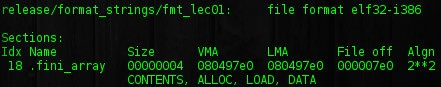 release/format_strings/fmt_lec01:     file format elf32-i386
Sections:
Idx Name          Size      VMA       LMA       File off  Algn
 18 .fini_array   00000004  080497e0  080497e0  000007e0  2**2
                  CONTENTS, ALLOC, LOAD, DATA